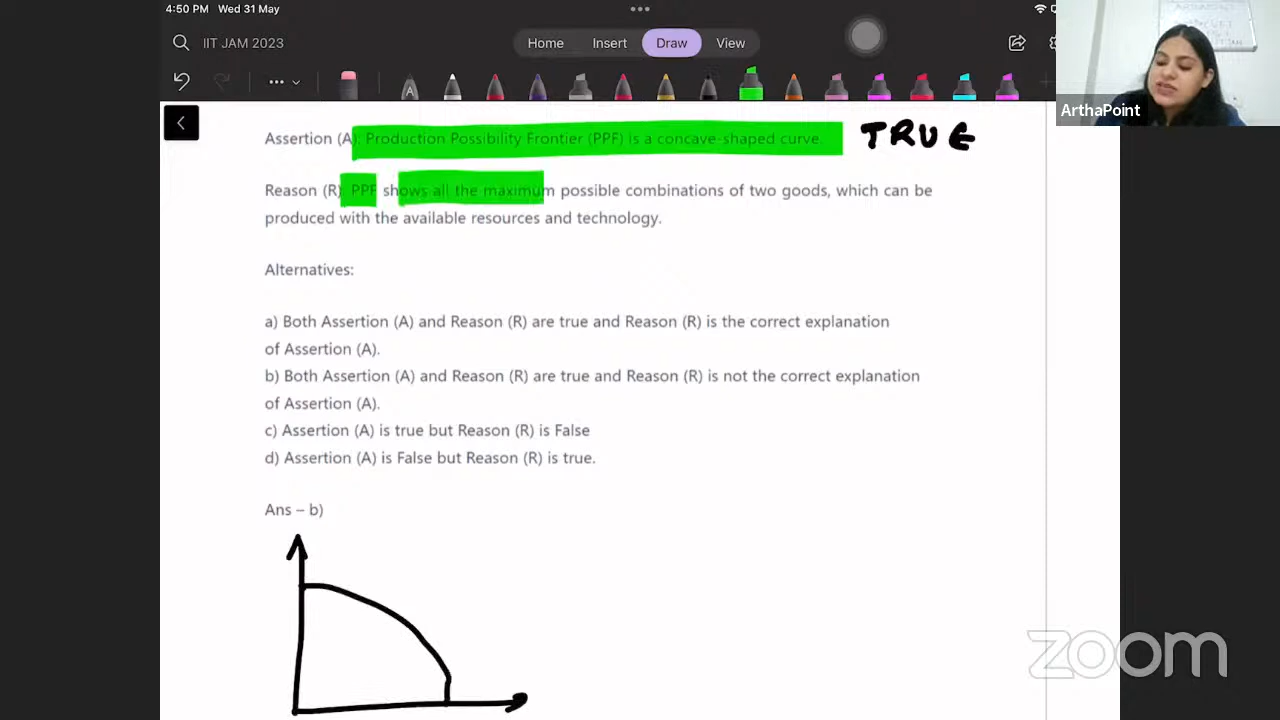 4:50 PM Wed 31 May
IIT JAM 2023
Home Insert Draw View
ArthaPoint
Assertion (A): Production Possibility Frontier (PPF) is a concave-shaped curve. TRUE
Reason (R) PPF shows all the maximum possible combinations of two goods, which can be
produced with the available resources and technology.
Alternatives:
a) Both Assertion (A) and Reason (R) are true and Reason (R) is the correct explanation
of Assertion (A).
b) Both Assertion (A) and Reason (R) are true and Reason (R) is not the correct explanation
of Assertion (A).
c) Assertion (A) is true but Reason (R) is False
d) Assertion (A) is False but Reason (R) is true.
Ans – b)
zoom